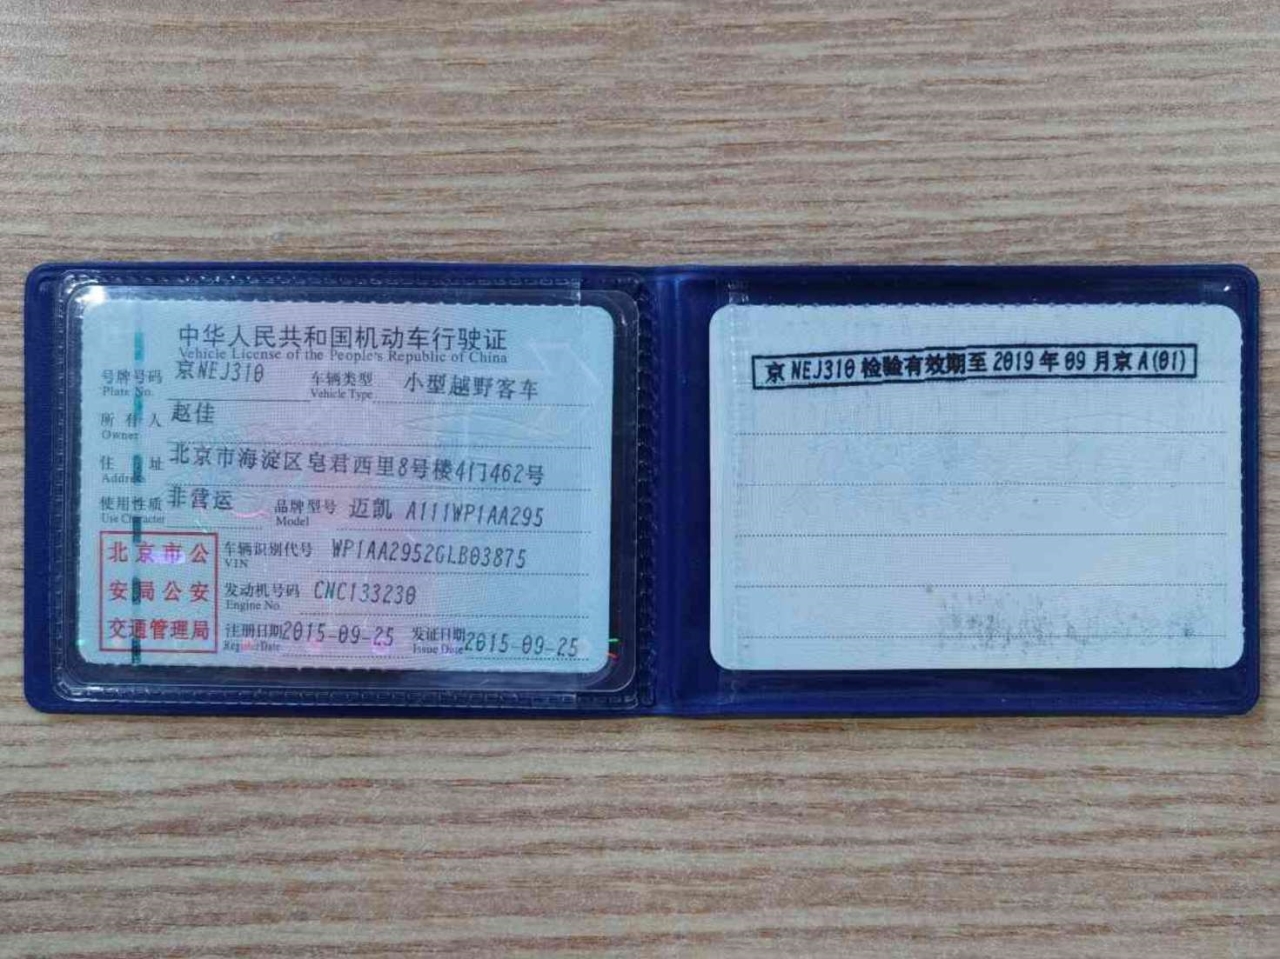 中华人民共和国机动车行驶证
Vehicle License of the People's Republic of China
号牌号码 京NEJ310 车辆类型 小型越野客车
Plate No. Vehicle Type
所有人 赵佳
Owner
住址 北京市海淀区皂君西里8号楼4门462号
Address
使用性质 非营运 品牌型号 迈凯 A111WP1AA295
Use Character Model
北京市公
安局公安
交通管理局
车辆识别代号 WP1AA2952GLB03875
VIN
发动机号码 CNC133230
Engine No.
注册日期 2015-09-25 发证日期 2015-09-25
Register Date Issue Date
京 NEJ310 检验有效期至 2019 年 09 月京 A(01)